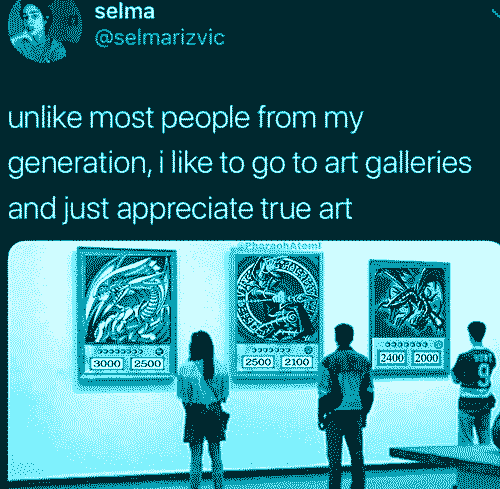 selma
@selmarizvic
unlike most people from my
generation, i like to go to art galleries
and just appreciate true art
@PharaohAtemI
3000 2500
2500 2100
2400 2000
9